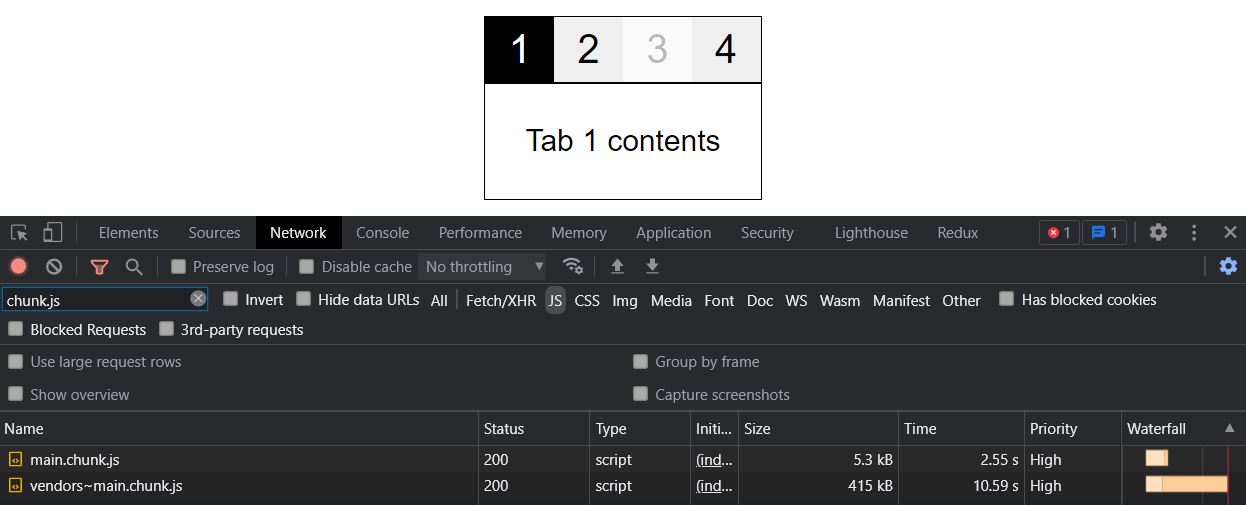 1 2 3 4
Tab 1 contents
Elements Sources Network Console Performance Memory Application Security Lighthouse Redux 1 1
Preserve log Disable cache No throttling
chunk.js Invert Hide data URLs All Fetch/XHR JS CSS Img Media Font Doc WS Wasm Manifest Other Has blocked cookies
Blocked Requests 3rd-party requests
Use large request rows Group by frame
Show overview Capture screenshots
Name Status Type Initi... Size Time Priority Waterfall
main.chunk.js 200 script (ind... 5.3 kB 2.55 s High
vendors~main.chunk.js 200 script (ind... 415 kB 10.59 s High